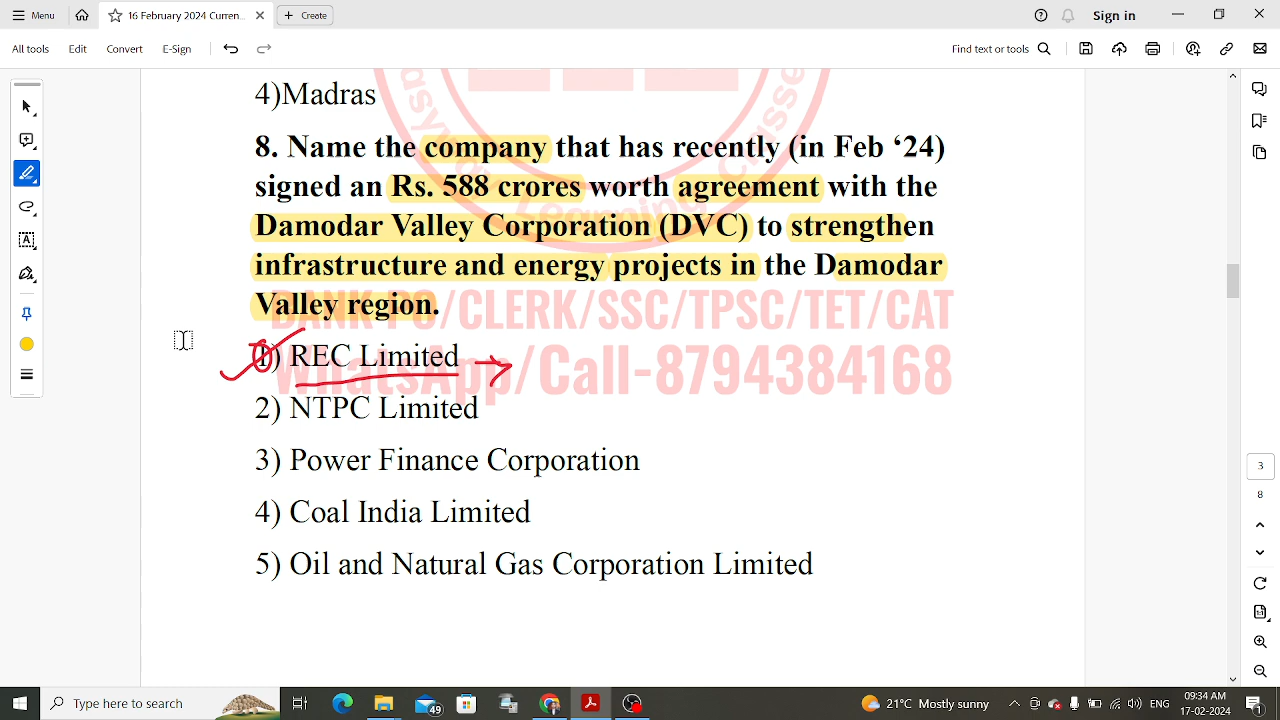 Menu
16 February 2024 Curren...
Create
Sign in
All tools
Edit
Convert
E-Sign
Find text or tools
4)Madras
8. Name the company that has recently (in Feb ‘24)
signed an Rs. 588 crores worth agreement with the
Damodar Valley Corporation (DVC) to strengthen
infrastructure and energy projects in the Damodar
Valley region.
BANK PO/CLERK/SSC/TPSC/TET/CAT
1) REC Limited
WhatsApp/Call-8794384168
2) NTPC Limited
3) Power Finance Corporation
4) Coal India Limited
5) Oil and Natural Gas Corporation Limited
Learning
3
8
Type here to search
49
21°C Mostly sunny
ENG
09:34 AM
17-02-2024
1